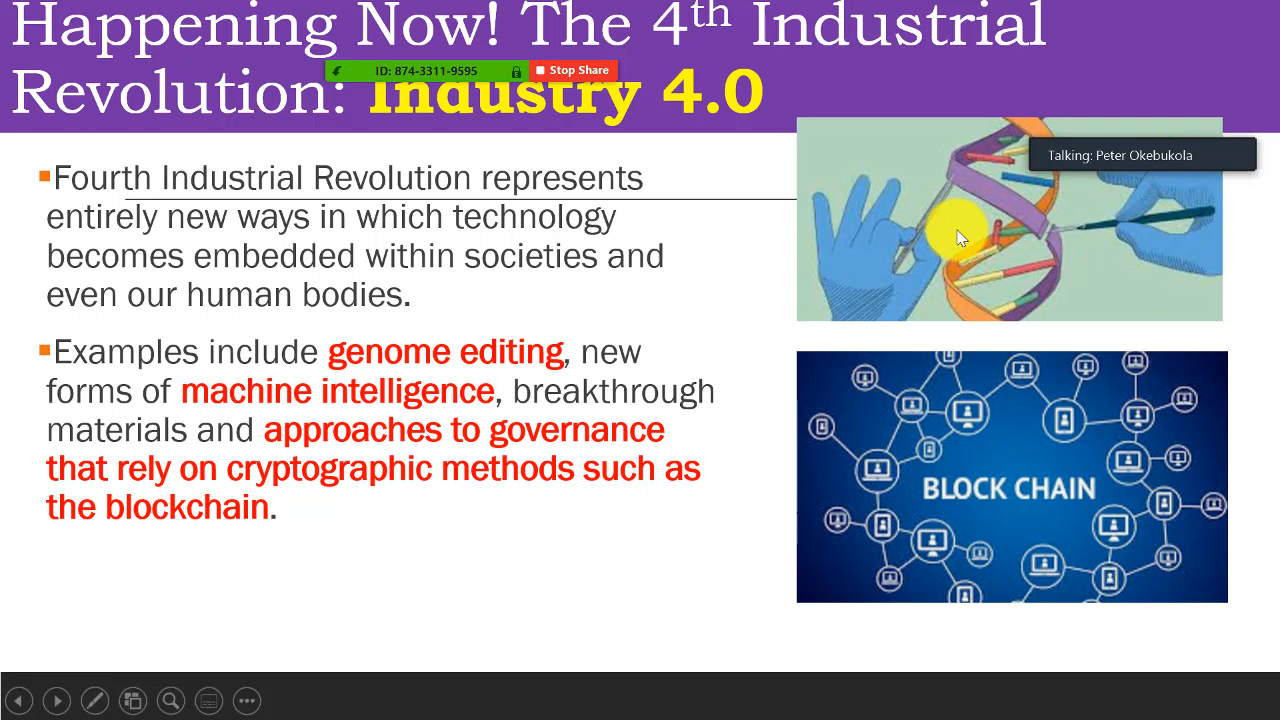 Happening Now! The 4th Industrial
Revolution: Industry 4.0
ID: 874-3311-9595
Stop Share
Talking: Peter Okebukola
Fourth Industrial Revolution represents
entirely new ways in which technology
becomes embedded within societies and
even our human bodies.
Examples include genome editing, new
forms of machine intelligence, breakthrough
materials and approaches to governance
that rely on cryptographic methods such as
the blockchain.
BLOCK CHAIN